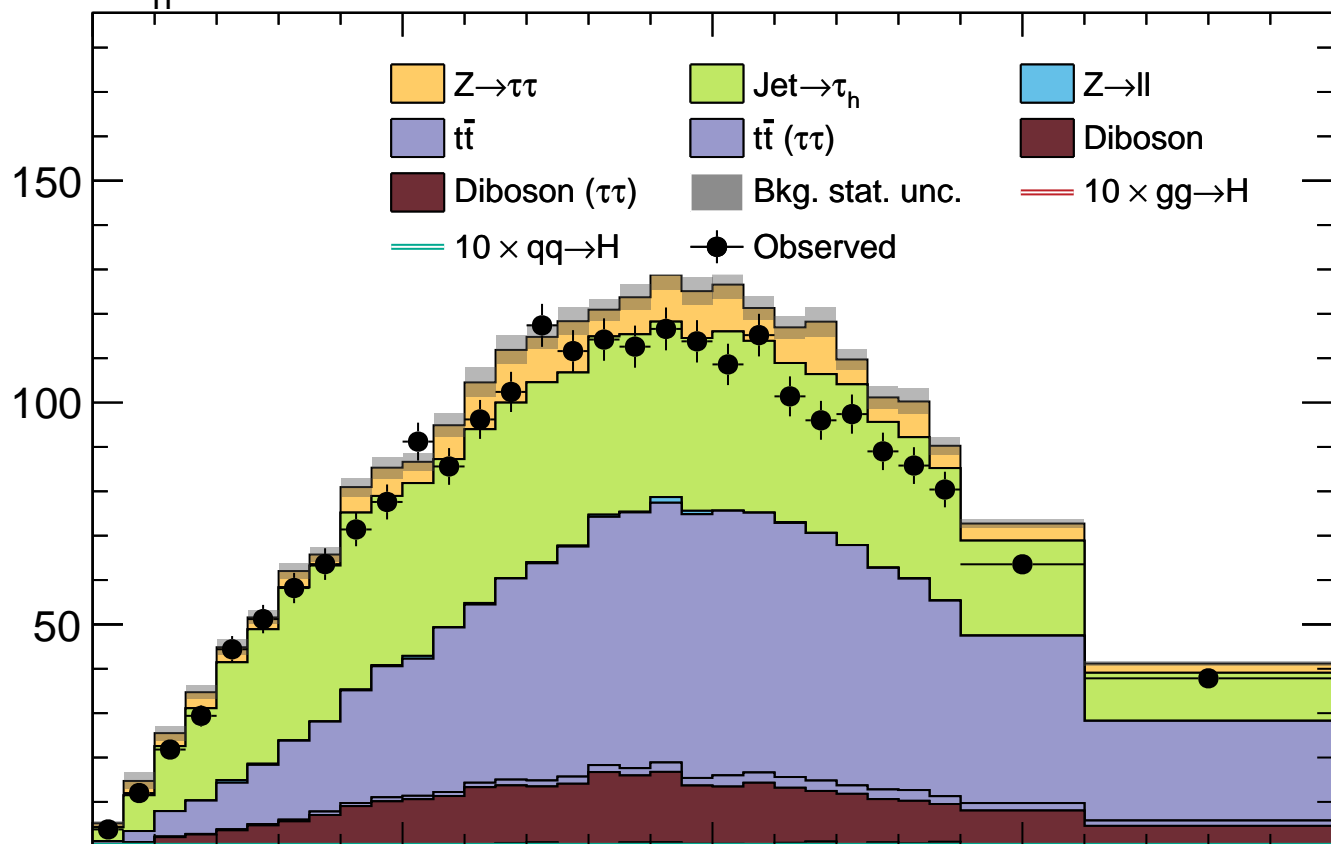 Z→ττ Jet→τh Z→ll
tt̄ tt̄ (ττ) Diboson
150
Diboson (ττ) Bkg. stat. unc. 10 × gg→H
10 × qq→H Observed
100
50